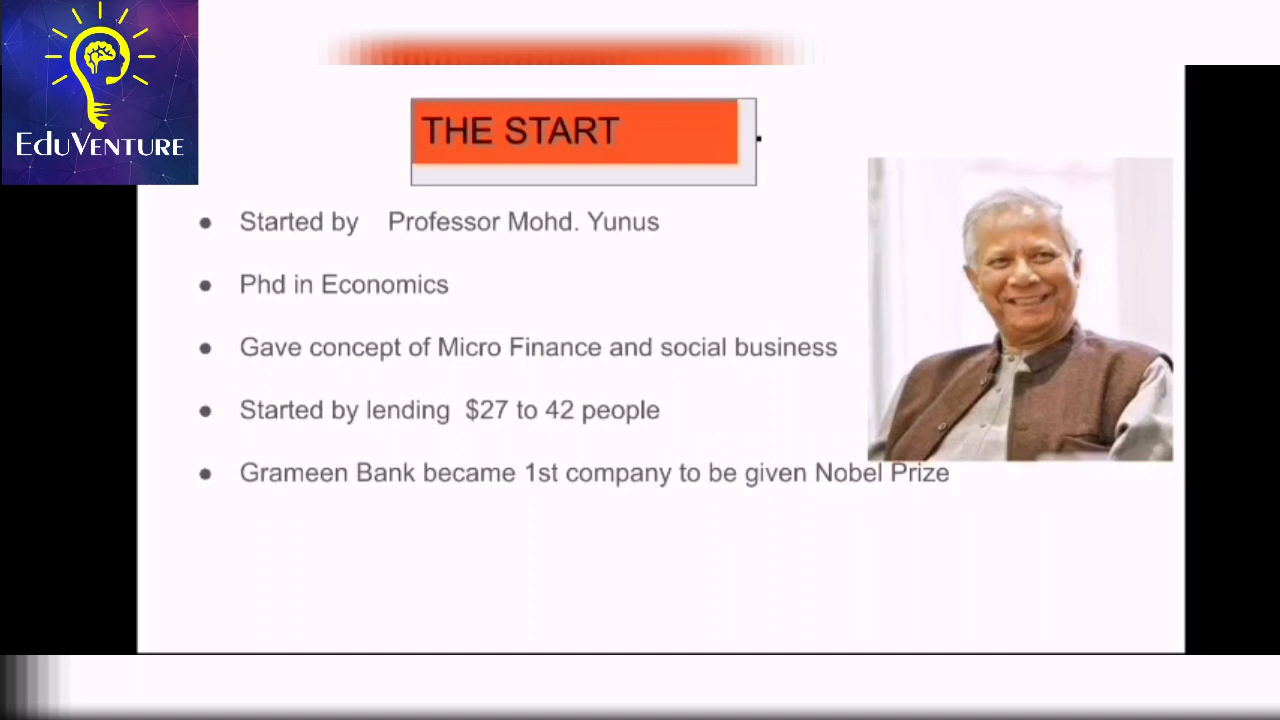 EDUVENTURE
THE START
Started by Professor Mohd. Yunus
Phd in Economics
Gave concept of Micro Finance and social business
Started by lending $27 to 42 people
Grameen Bank became 1st company to be given Nobel Prize